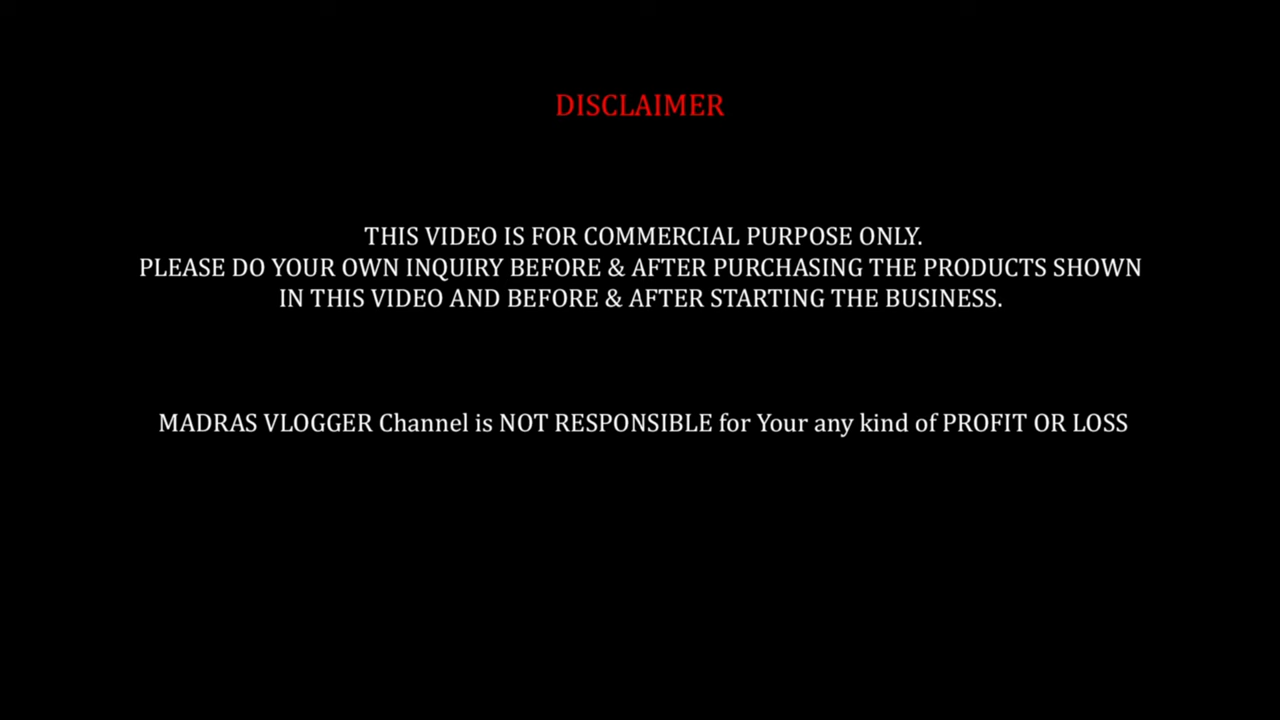 DISCLAIMER
THIS VIDEO IS FOR COMMERCIAL PURPOSE ONLY.
PLEASE DO YOUR OWN INQUIRY BEFORE & AFTER PURCHASING THE PRODUCTS SHOWN
IN THIS VIDEO AND BEFORE & AFTER STARTING THE BUSINESS.
MADRAS VLOGGER Channel is NOT RESPONSIBLE for Your any kind of PROFIT OR LOSS